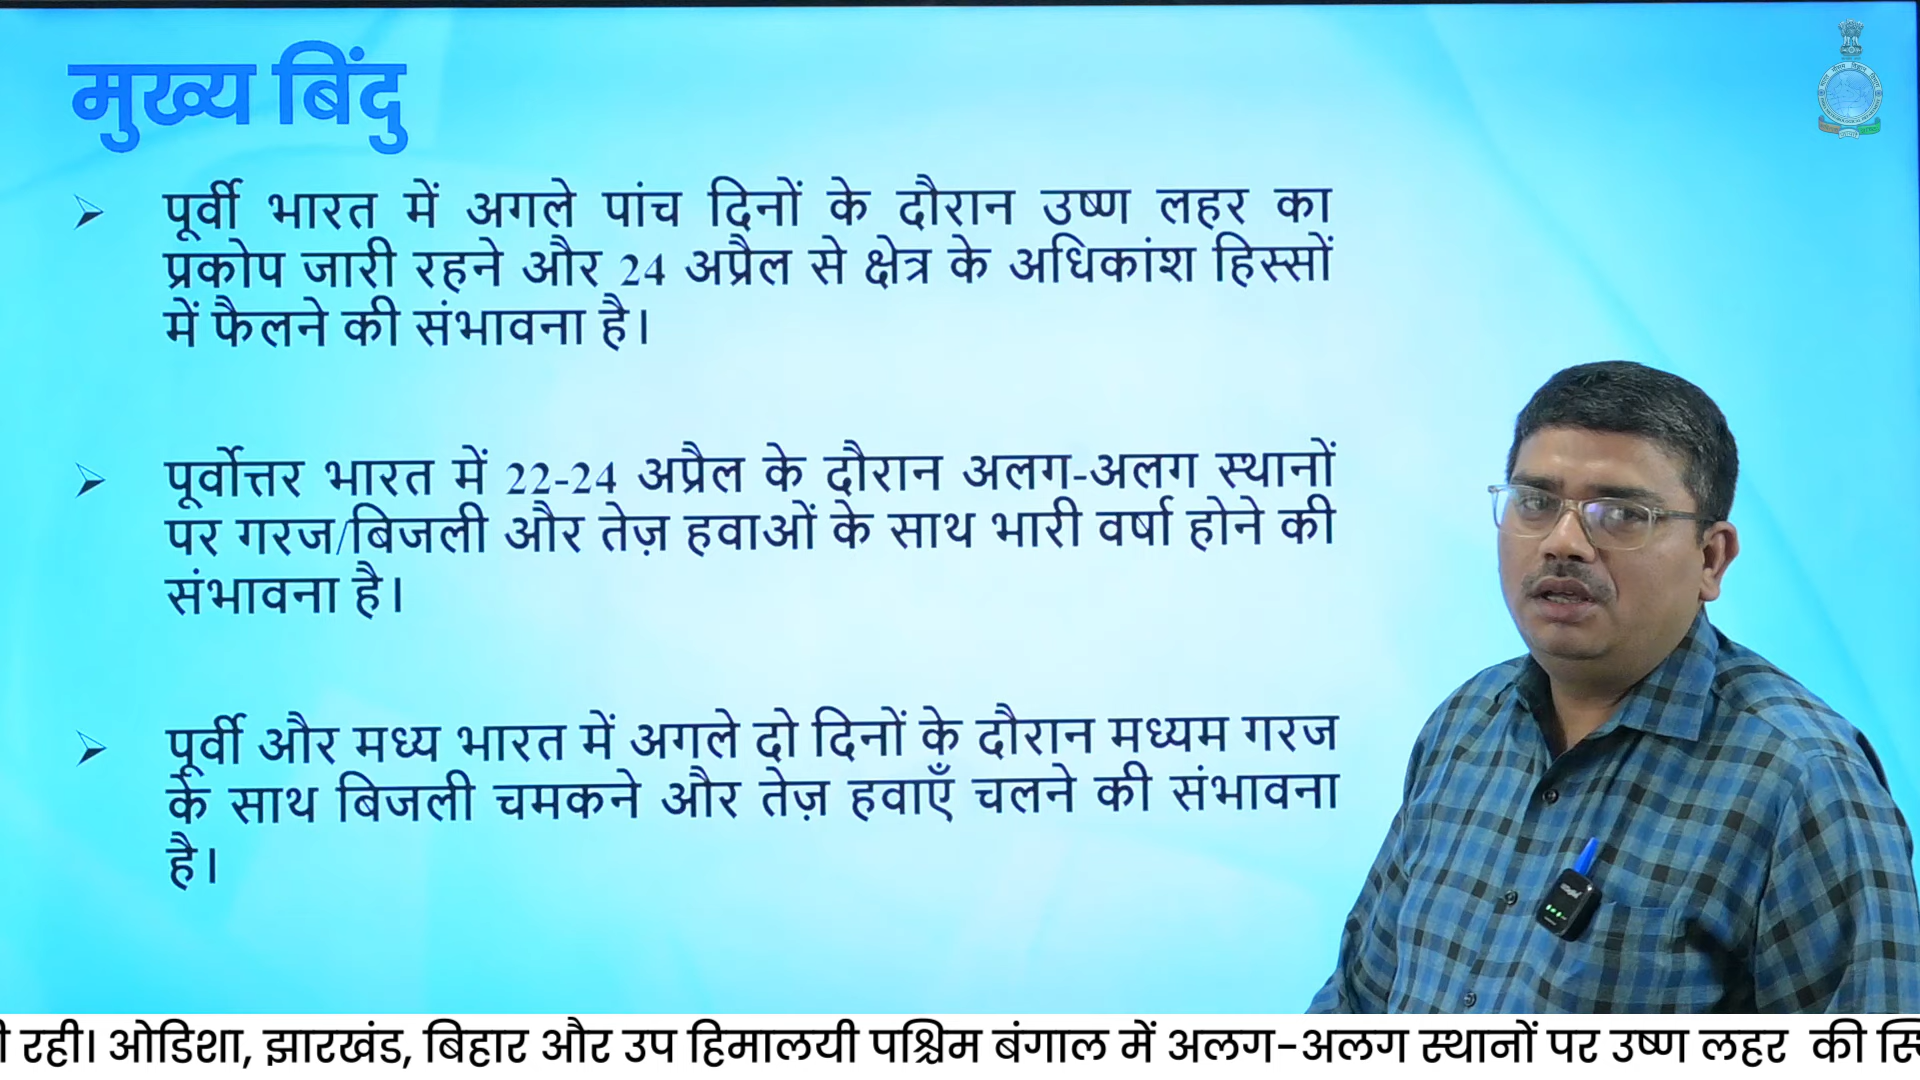 मुख्य बिंदु
पूर्वी भारत में अगले पांच दिनों के दौरान उष्ण लहर का
प्रकोप जारी रहने और 24 अप्रैल से क्षेत्र के अधिकांश हिस्सों
में फैलने की संभावना है।
पूर्वोत्तर भारत में 22-24 अप्रैल के दौरान अलग-अलग स्थानों
पर गरज/बिजली और तेज़ हवाओं के साथ भारी वर्षा होने की
संभावना है।
पूर्वी और मध्य भारत में अगले दो दिनों के दौरान मध्यम गरज
के साथ बिजली चमकने और तेज़ हवाएँ चलने की संभावना
है।
रही। ओडिशा, झारखंड, बिहार और उप हिमालयी पश्चिम बंगाल में अलग-अलग स्थानों पर उष्ण लहर की